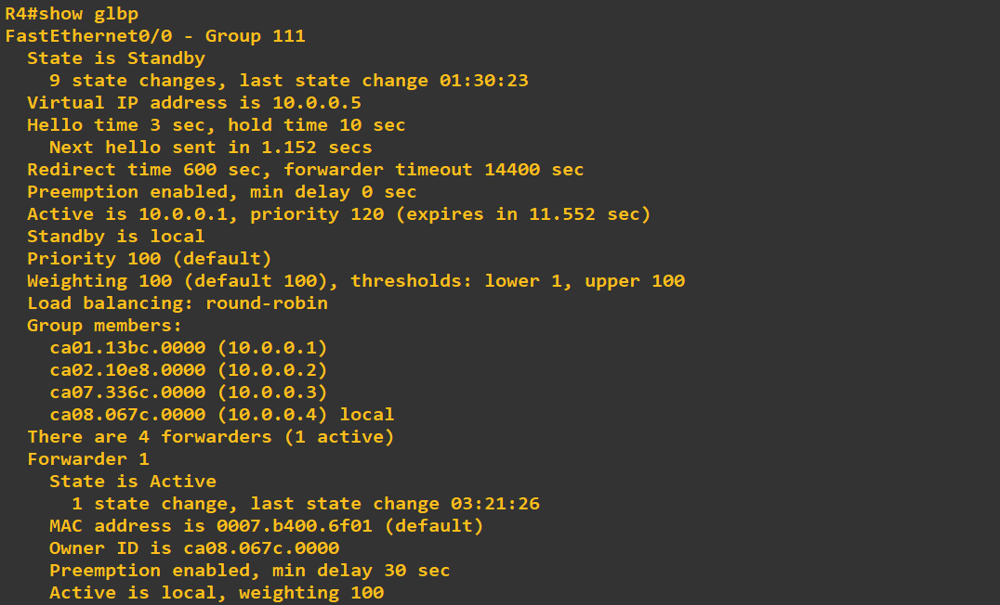 R4#show glbp
FastEthernet0/0 - Group 111
State is Standby
9 state changes, last state change 01:30:23
Virtual IP address is 10.0.0.5
Hello time 3 sec, hold time 10 sec
Next hello sent in 1.152 secs
Redirect time 600 sec, forwarder timeout 14400 sec
Preemption enabled, min delay 0 sec
Active is 10.0.0.1, priority 120 (expires in 11.552 sec)
Standby is local
Priority 100 (default)
Weighting 100 (default 100), thresholds: lower 1, upper 100
Load balancing: round-robin
Group members:
ca01.13bc.0000 (10.0.0.1)
ca02.10e8.0000 (10.0.0.2)
ca07.336c.0000 (10.0.0.3)
ca08.067c.0000 (10.0.0.4) local
There are 4 forwarders (1 active)
Forwarder 1
State is Active
1 state change, last state change 03:21:26
MAC address is 0007.b400.6f01 (default)
Owner ID is ca08.067c.0000
Preemption enabled, min delay 30 sec
Active is local, weighting 100